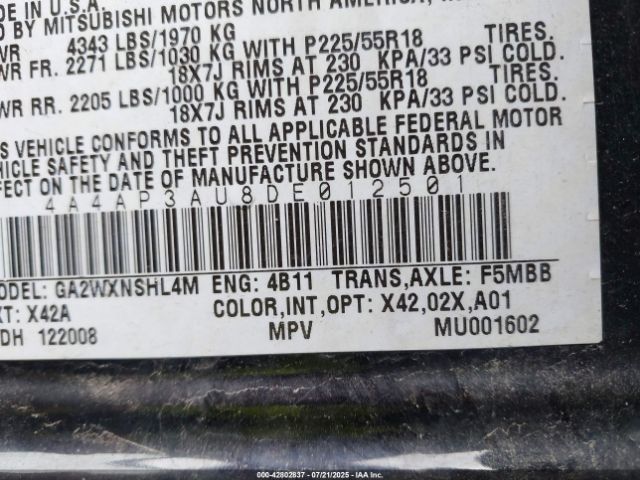 DE IN U.S.A.
D BY MITSUBISHI MOTORS NORTH AMERICA,
WR 4343 LBS/1970 KG
WR FR. 2271 LBS/1030 KG WITH P225/55R18 TIRES.
18X7J RIMS AT 230 KPA/33 PSI COLD.
WR RR. 2205 LBS/1000 KG WITH P225/55R18 TIRES.
18X7J RIMS AT 230 KPA/33 PSI COLD.
S VEHICLE CONFORMS TO ALL APPLICABLE FEDERAL MOTOR
HICLE SAFETY AND THEFT PREVENTION STANDARDS IN
FECT ON THE DATE OF MANUFACTURE SHOWN ABOVE.
4A4AP3AU8DE012501
ODEL: GA2WXNSHL4M ENG: 4B11 TRANS,AXLE: F5MBB
XT: X42A COLOR,INT,OPT: X42,02X,A01
DH 122008 MPV MU001602
000-42802837 07/21/2025 IAA Inc.